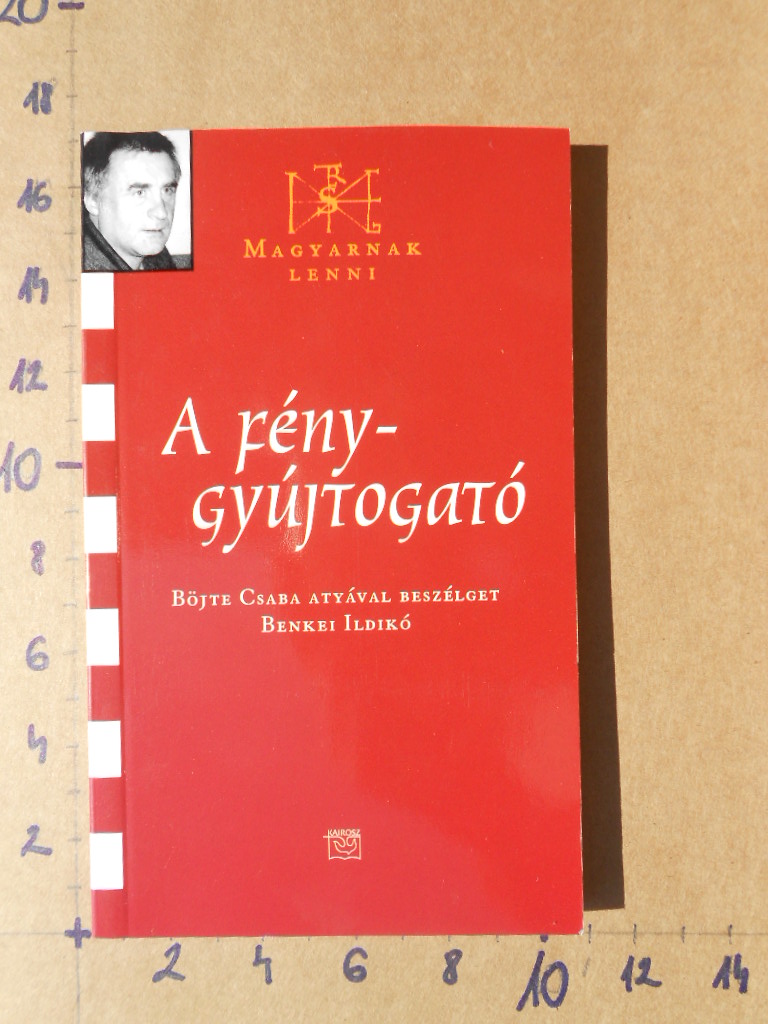 20
18
16
14
12
10
8
6
4
2
MAGYARNAK
LENNI
A fény-
gyújtogató
BÖJTE CSABA ATYÁVAL BESZÉLGET
BENKEI ILDIKÓ
KAIROSZ
2 4 6 8 10 12 14